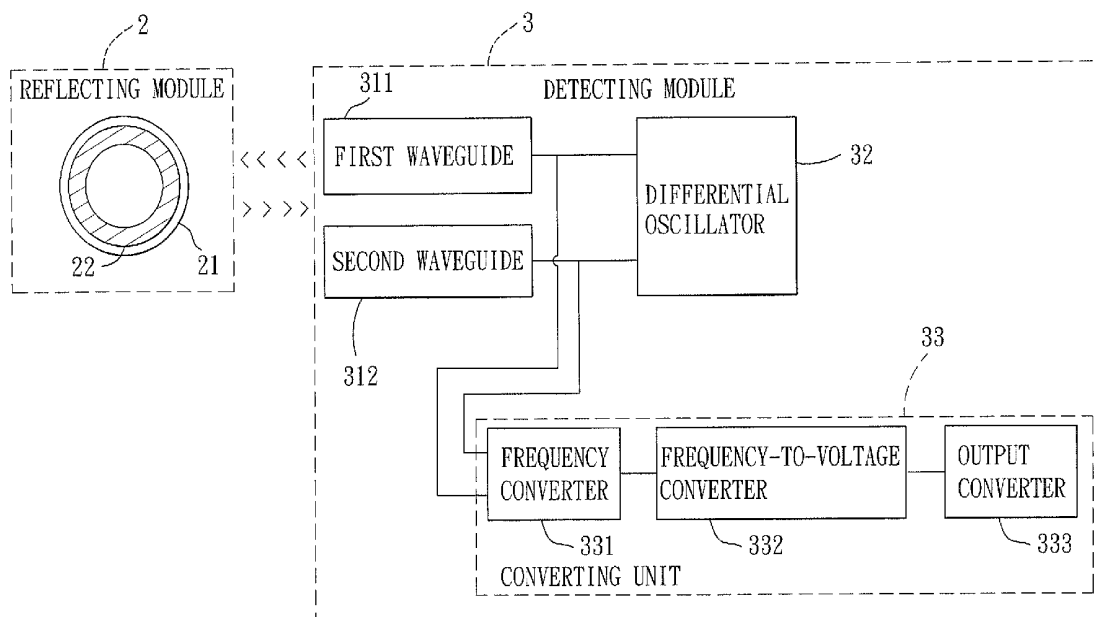 2
3
REFLECTING MODULE
311
DETECTING MODULE
FIRST WAVEGUIDE
32
DIFFERENTIAL
OSCILLATOR
22
21
SECOND WAVEGUIDE
312
33
FREQUENCY
CONVERTER
FREQUENCY-TO-VOLTAGE
CONVERTER
OUTPUT
CONVERTER
331
332
333
CONVERTING UNIT